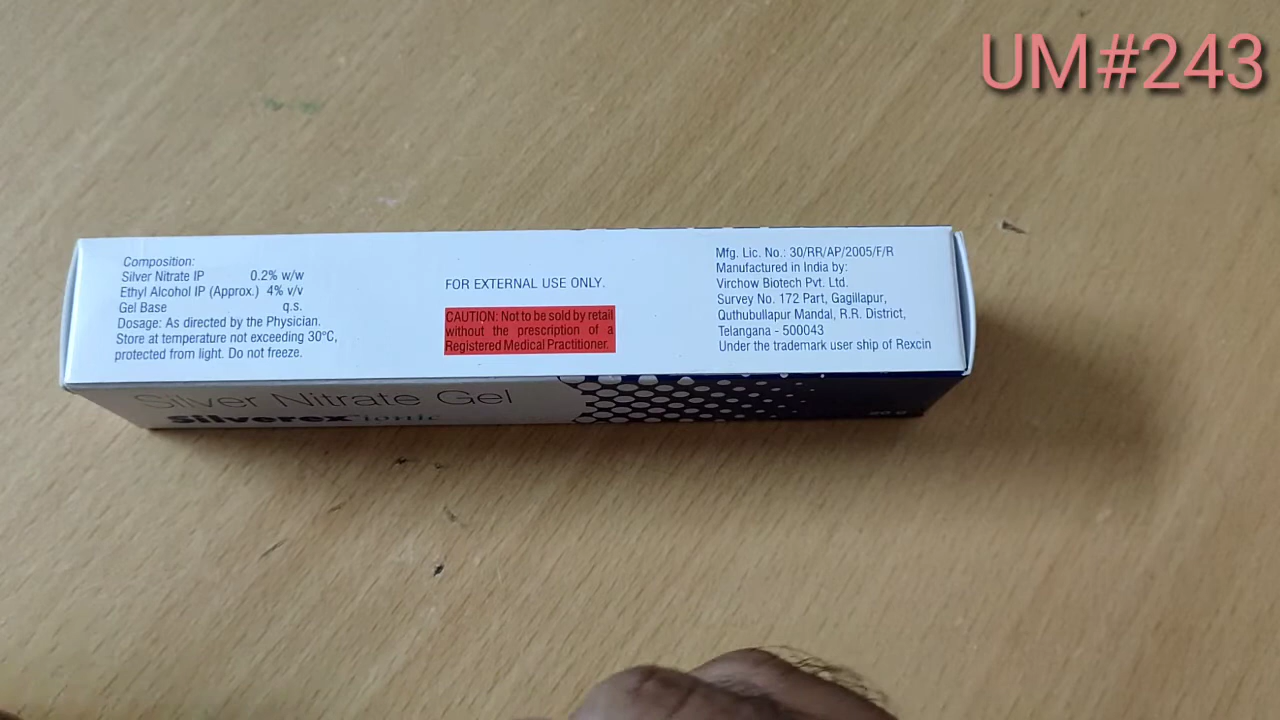 UM#243
Composition:
Silver Nitrate IP 0.2% w/w
Ethyl Alcohol IP (Approx.) 4% v/v
Gel Base q.s.
Dosage: As directed by the Physician.
Store at temperature not exceeding 30°C,
protected from light. Do not freeze.
FOR EXTERNAL USE ONLY.
CAUTION: Not to be sold by retail
without the prescription of a
Registered Medical Practitioner.
Mfg. Lic. No.: 30/RR/AP/2005/F/R
Manufactured in India by:
Virchow Biotech Pvt. Ltd.
Survey No. 172 Part, Gagillapur,
Quthubullapur Mandal, R.R. District,
Telangana - 500043
Under the trademark user ship of Rexcin
Silver Nitrate Gel
Silverex ionic